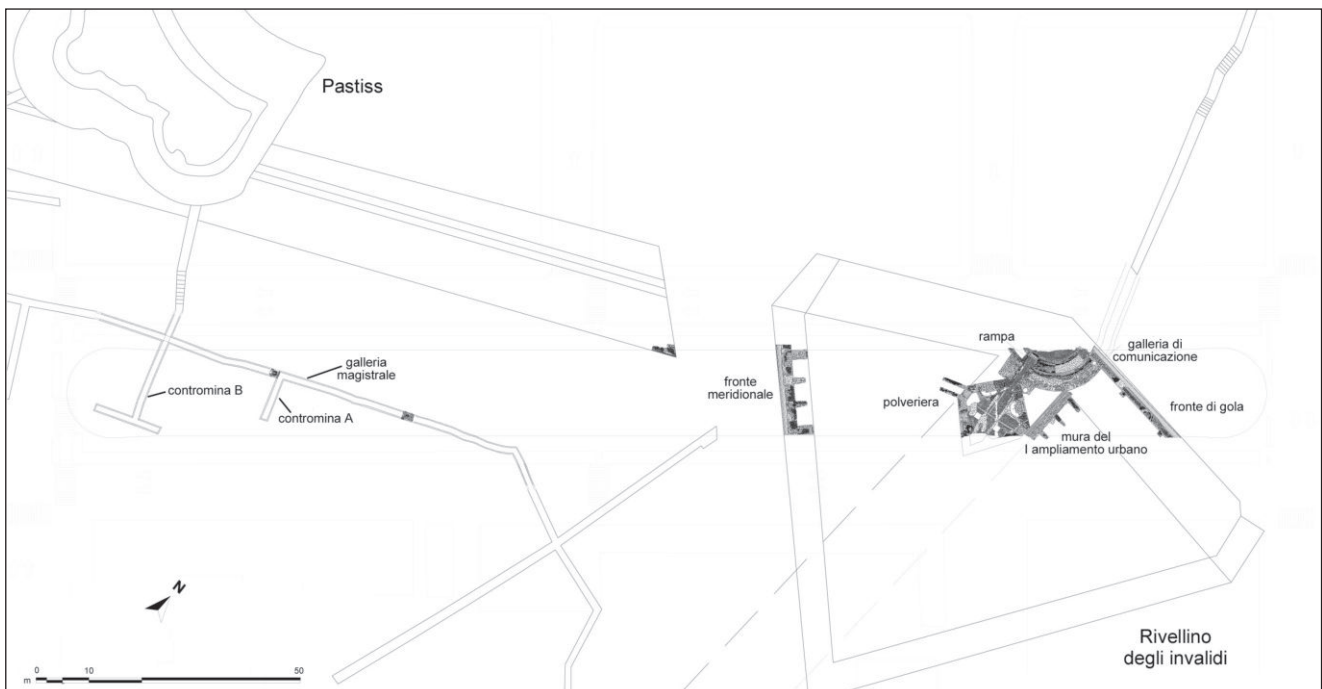 Pastiss
rampa
galleria di
comunicazione
galleria
magistrale
fronte
meridionale
contromina B
polveriera
fronte di gola
contromina A
mura del
I ampliamento urbano
N
Rivellino
degli invalidi
0 10 50
m